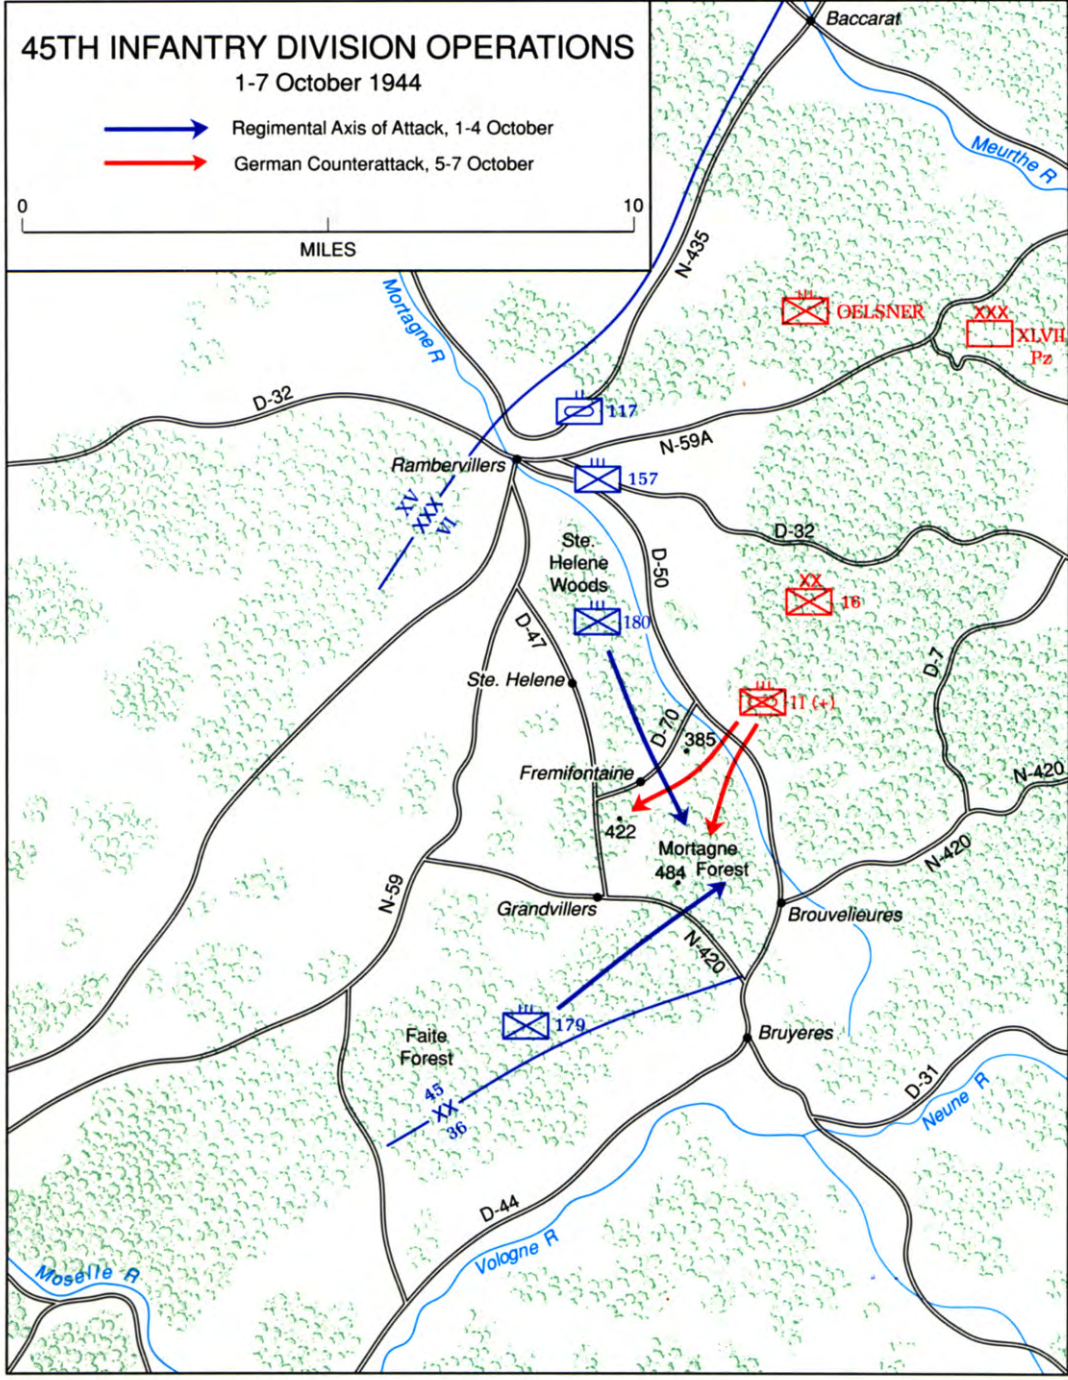 45TH INFANTRY DIVISION OPERATIONS
1-7 October 1944
Regimental Axis of Attack, 1-4 October
German Counterattack, 5-7 October
0
10
MILES
Baccarat
Meurthe R
N-435
Mortagne R
OELSNER
XXX
XLVII
Pz
D-32
117
N-59A
Rambervillers
157
XV
XXX
VI
D-32
Ste.
Helene
Woods
D-50
XX
16
180
D-47
D-7
Ste. Helene
II (+)
D-70
385
Fremifontaine
N-420
422
Mortagne
Forest
484
N-420
N-59
Grandvillers
Brouvelieures
N-420
179
Faite
Forest
Bruyeres
45
XX
36
D-31
Neune R
D-44
Vologne R
Moselle R